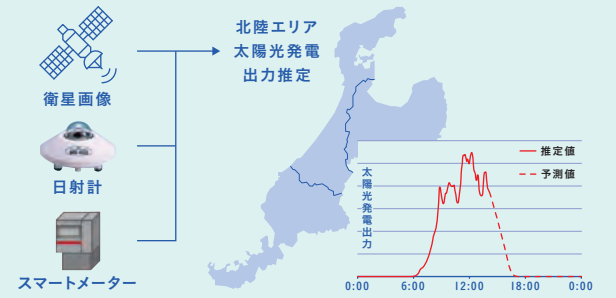 衛星画像
日射計
スマートメーター
北陸エリア
太陽光発電
出力推定
推定値
予測値
太陽光発電出力
0:00 6:00 12:00 18:00 0:00